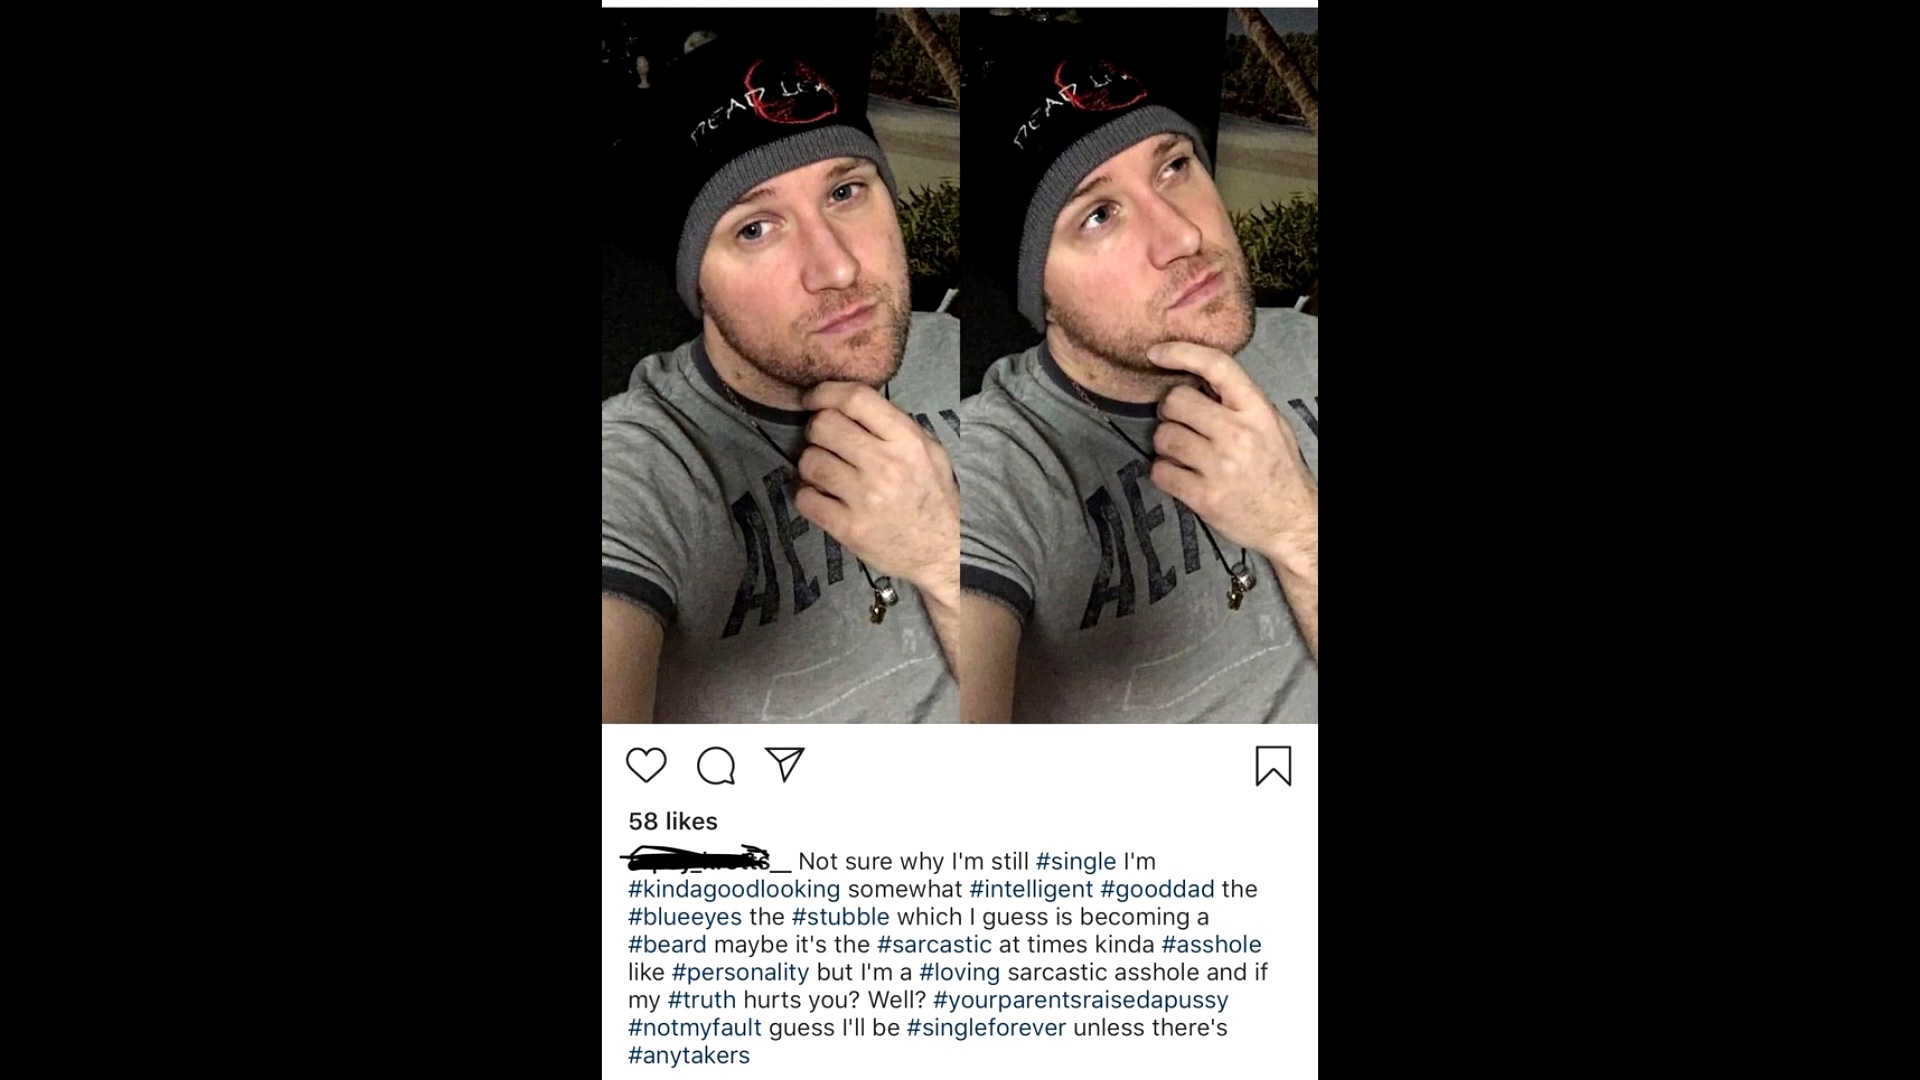 DEAD
AE
58 likes
Not sure why I'm still #single I'm
#kindagoodlooking somewhat #intelligent #gooddad the
#blueeyes the #stubble which I guess is becoming a
#beard maybe it's the #sarcastic at times kinda #asshole
like #personality but I'm a #loving sarcastic asshole and if
my #truth hurts you? Well? #yourparentsraisedapussy
#notmyfault guess I'll be #singleforever unless there's
#anytakers